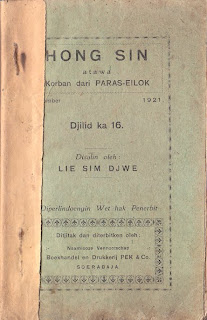 HONG SIN
atawa
Korban dari PARAS-EILOK
1921
Djilid ka 16.
Disalin oleh
LIE SIM DJWE
Diperlindoengin Wet hak Penerbit
Ditjitak dan diterbitken oleh
Naamlooze Vennootschap
Boekhandel en Drukkerij PEK & Co.
SOERABAJA